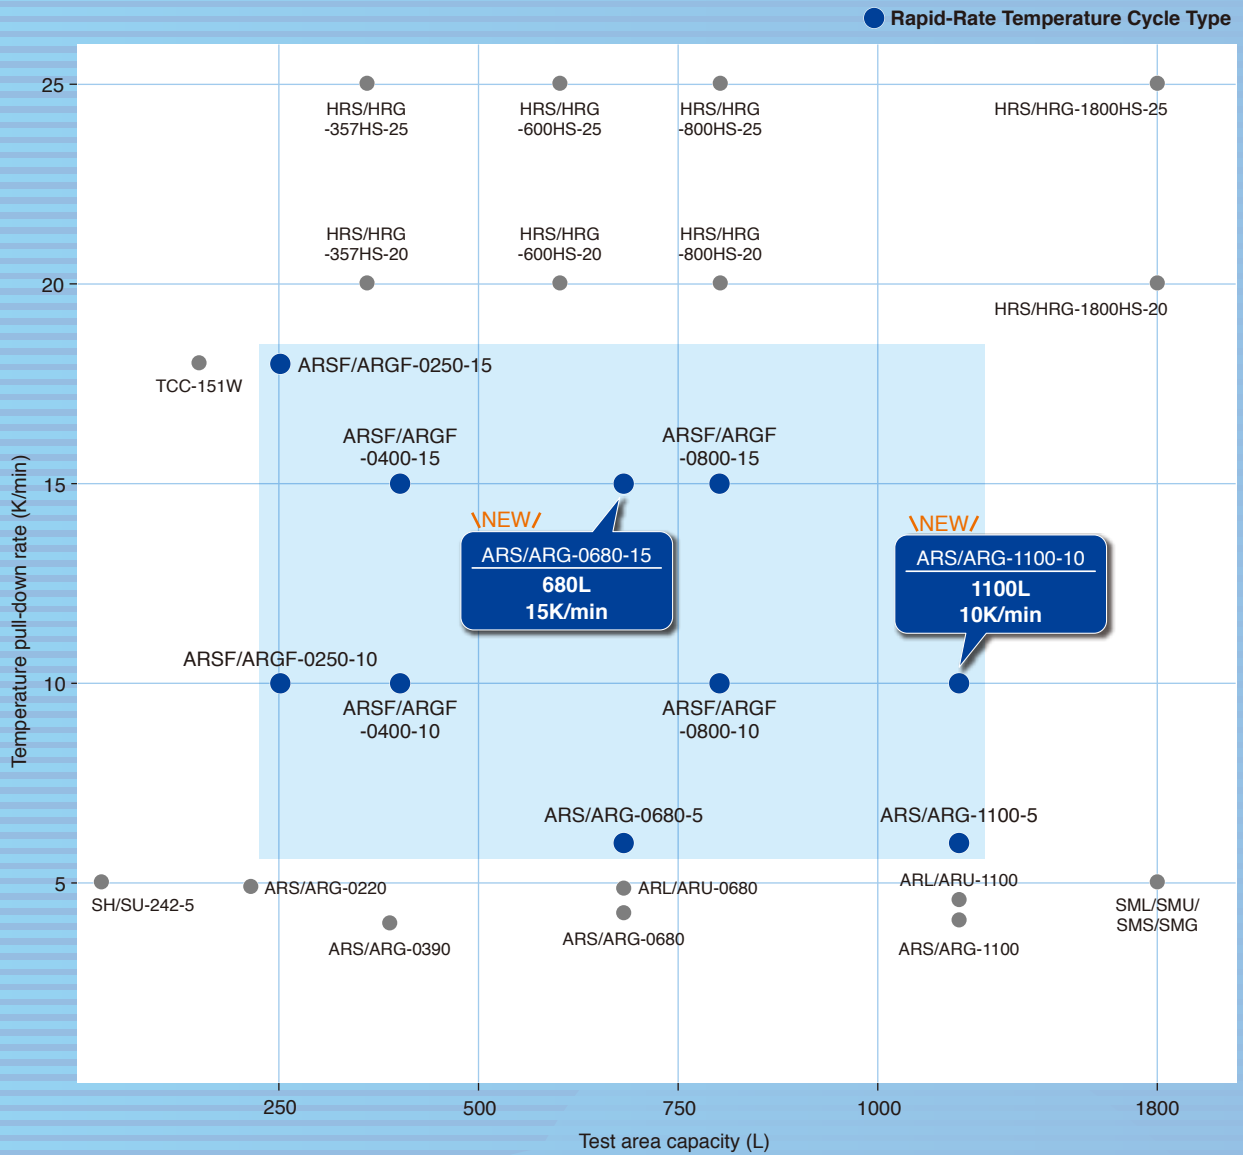 Rapid-Rate Temperature Cycle Type
25
HRS/HRG
-357HS-25
HRS/HRG
-600HS-25
HRS/HRG
-800HS-25
HRS/HRG-1800HS-25
HRS/HRG
-357HS-20
HRS/HRG
-600HS-20
HRS/HRG
-800HS-20
20
HRS/HRG-1800HS-20
TCC-151W
ARSF/ARGF-0250-15
ARSF/ARGF
-0400-15
ARSF/ARGF
-0800-15
15
\NEW/
ARS/ARG-0680-15
680L
15K/min
\NEW/
ARS/ARG-1100-10
1100L
10K/min
Temperature pull-down rate (K/min)
ARSF/ARGF-0250-10
10
ARSF/ARGF
-0400-10
ARSF/ARGF
-0800-10
ARS/ARG-0680-5
ARS/ARG-1100-5
5
SH/SU-242-5
ARS/ARG-0220
ARS/ARG-0390
ARL/ARU-0680
ARS/ARG-0680
ARL/ARU-1100
ARS/ARG-1100
SML/SMU/
SMS/SMG
250
500
750
1000
1800
Test area capacity (L)